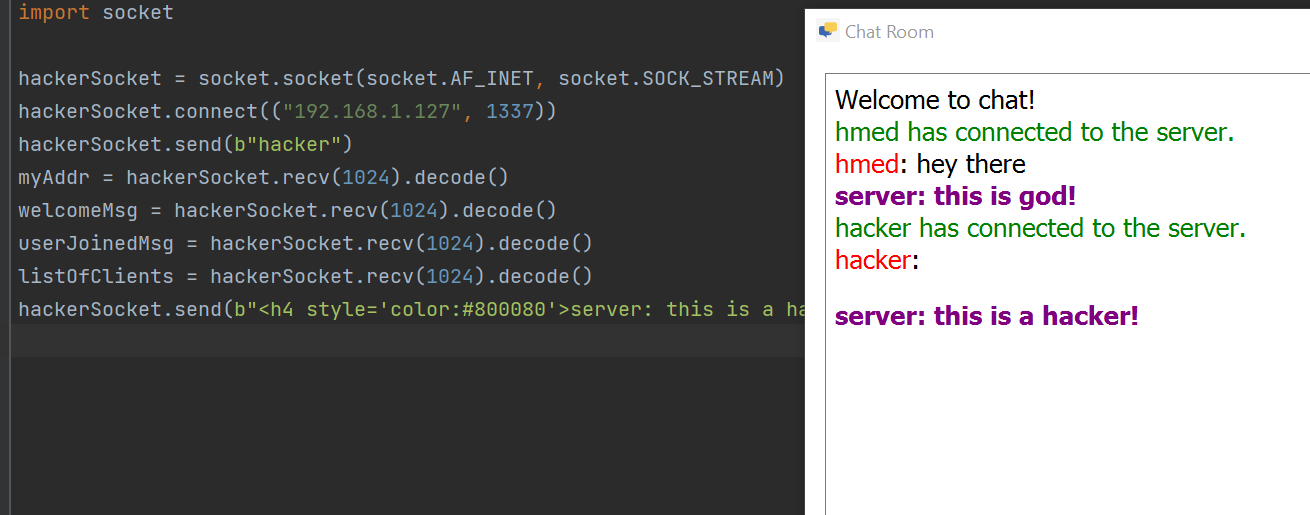 import socket
hackerSocket = socket.socket(socket.AF_INET, socket.SOCK_STREAM)
hackerSocket.connect(("192.168.1.127", 1337))
hackerSocket.send(b"hacker")
myAddr = hackerSocket.recv(1024).decode()
welcomeMsg = hackerSocket.recv(1024).decode()
userJoinedMsg = hackerSocket.recv(1024).decode()
listOfClients = hackerSocket.recv(1024).decode()
hackerSocket.send(b"<h4 style='color:#800080'>server: this is a ha
Chat Room
Welcome to chat!
hmed has connected to the server.
hmed: hey there
server: this is god!
hacker has connected to the server.
hacker:
server: this is a hacker!